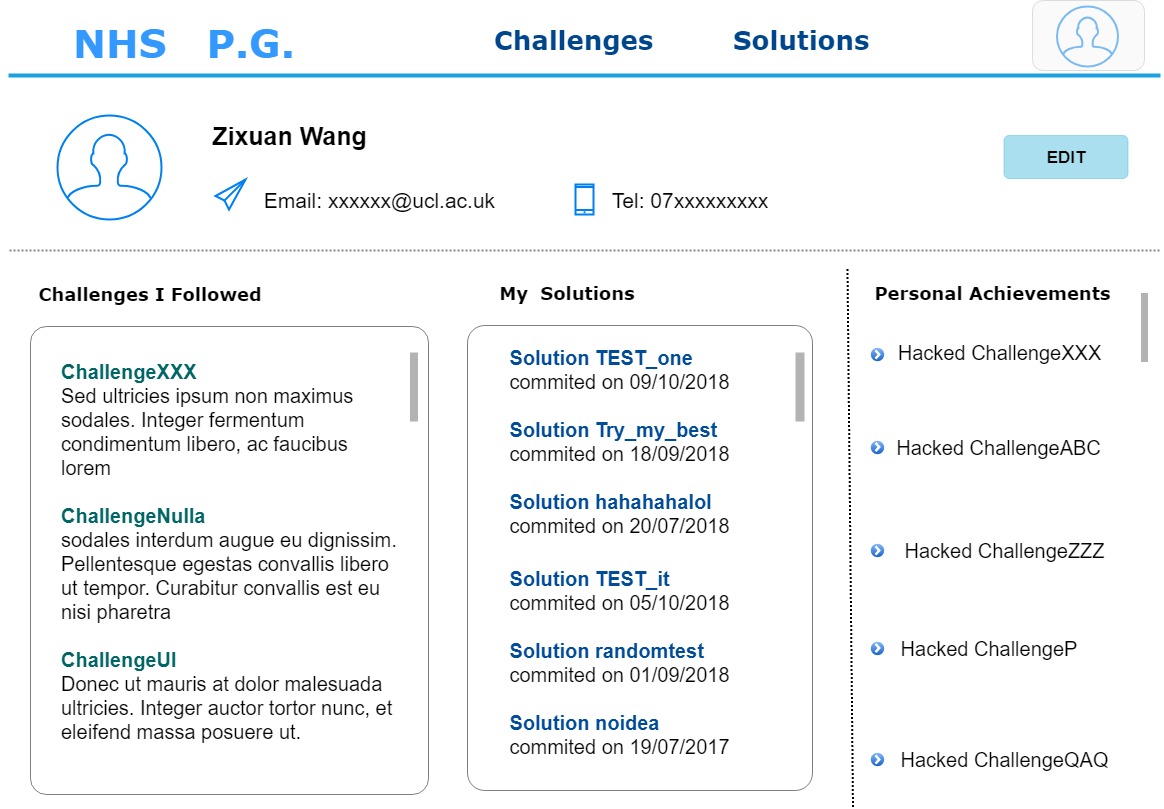 NHS P.G.
Challenges
Solutions
Zixuan Wang
EDIT
Email: xxxxxx@ucl.ac.uk
Tel: 07xxxxxxxxx
Challenges I Followed
ChallengeXXX
Sed ultricies ipsum non maximus
sodales. Integer fermentum
condimentum libero, ac faucibus
lorem
ChallengeNulla
sodales interdum augue eu dignissim.
Pellentesque egestas convallis libero
ut tempor. Curabitur convallis est eu
nisi pharetra
ChallengeUI
Donec ut mauris at dolor malesuada
ultricies. Integer auctor tortor nunc, et
eleifend massa posuere ut.
My Solutions
Solution TEST_one
commited on 09/10/2018
Solution Try_my_best
commited on 18/09/2018
Solution hahahahalol
commited on 20/07/2018
Solution TEST_it
commited on 05/10/2018
Solution randomtest
commited on 01/09/2018
Solution noidea
commited on 19/07/2017
Personal Achievements
Hacked ChallengeXXX
Hacked ChallengeABC
Hacked ChallengeZZZ
Hacked ChallengeP
Hacked ChallengeQAQ